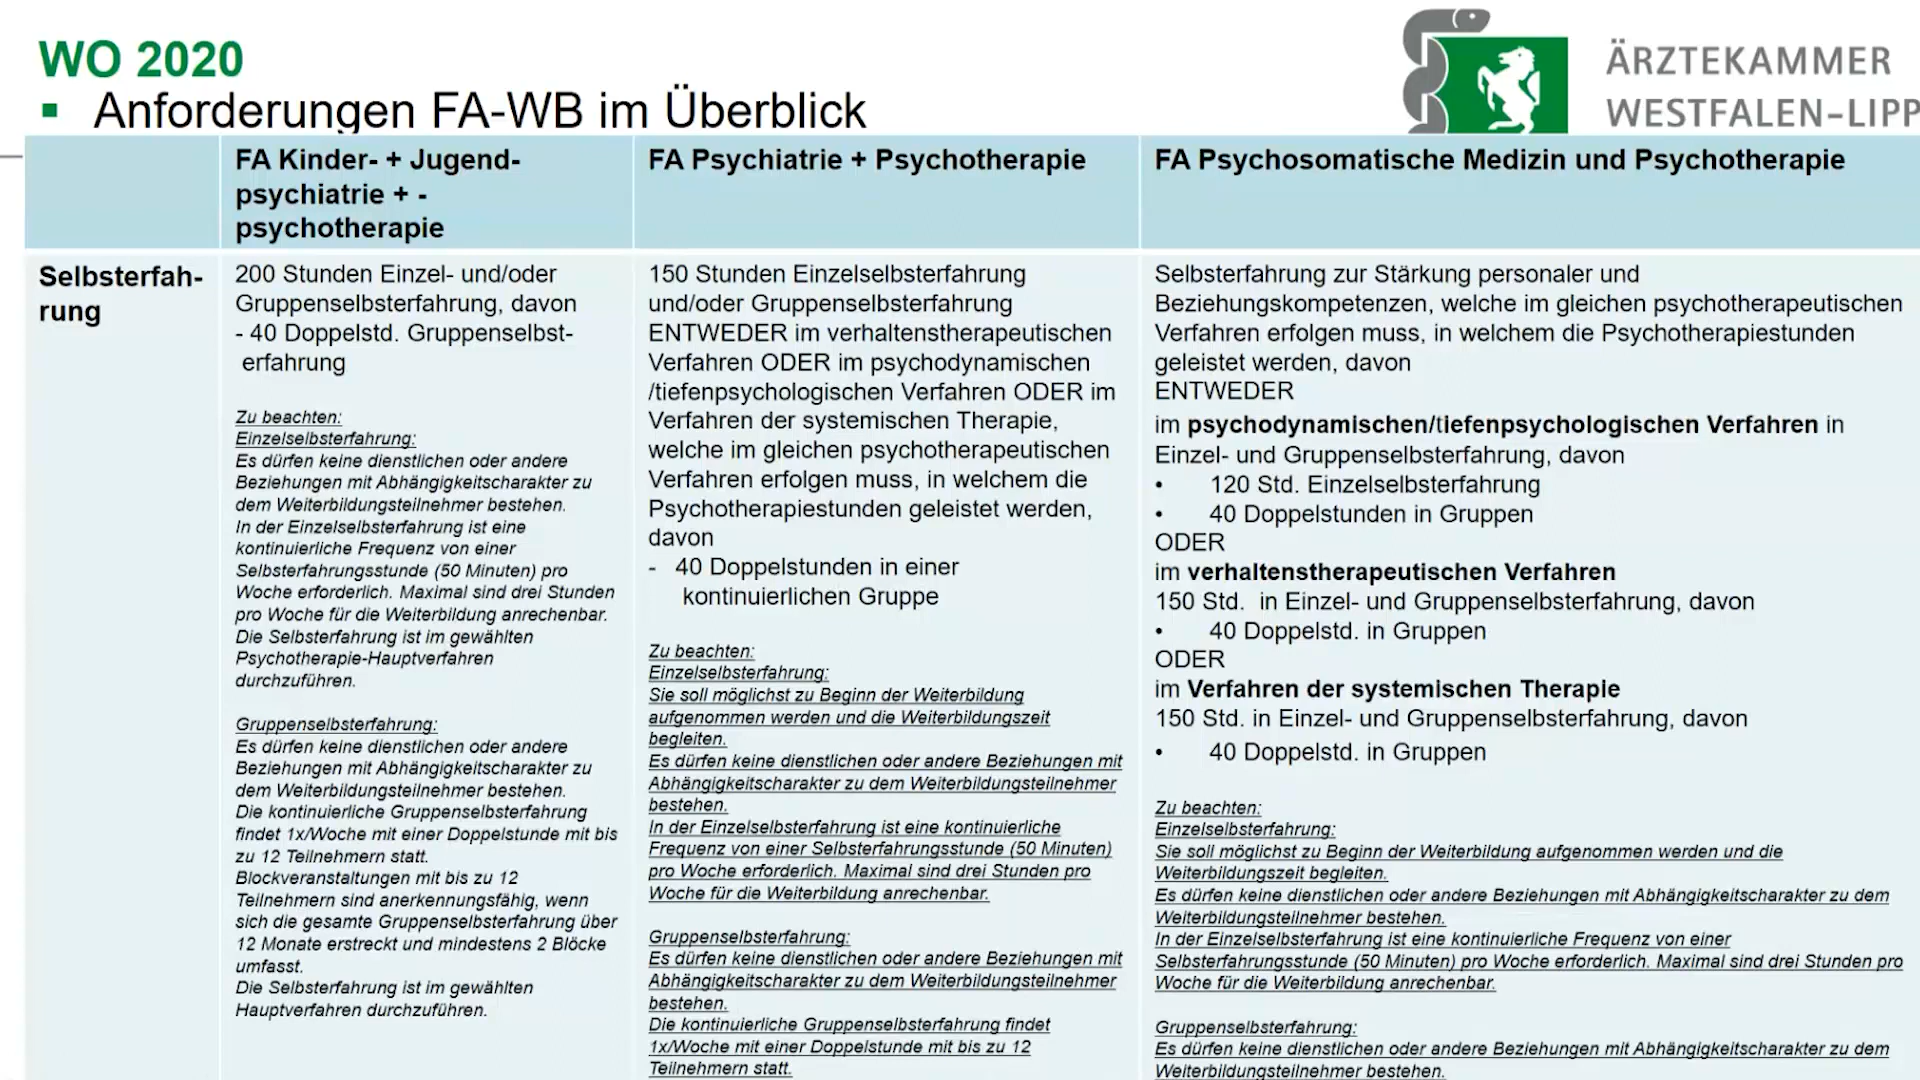 WO 2020
▪ Anforderungen FA-WB im Überblick
ÄRZTEKAMMER
WESTFALEN-LIPP
FA Kinder- + Jugend-
psychiatrie + -
psychotherapie
FA Psychiatrie + Psychotherapie
FA Psychosomatische Medizin und Psychotherapie
Selbsterfah-
rung
200 Stunden Einzel- und/oder
Gruppenselbsterfahrung, davon
- 40 Doppelstd. Gruppenselbst-
erfahrung
Zu beachten:
Einzelselbsterfahrung:
Es dürfen keine dienstlichen oder andere
Beziehungen mit Abhängigkeitscharakter zu
dem Weiterbildungsteilnehmer bestehen.
In der Einzelselbsterfahrung ist eine
kontinuierliche Frequenz von einer
Selbsterfahrungsstunde (50 Minuten) pro
Woche erforderlich. Maximal sind drei Stunden
pro Woche für die Weiterbildung anrechenbar.
Die Selbsterfahrung ist im gewählten
Psychotherapie-Hauptverfahren
durchzuführen.
Gruppenselbsterfahrung:
Es dürfen keine dienstlichen oder andere
Beziehungen mit Abhängigkeitscharakter zu
dem Weiterbildungsteilnehmer bestehen.
Die kontinuierliche Gruppenselbsterfahrung
findet 1x/Woche mit einer Doppelstunde mit bis
zu 12 Teilnehmern statt.
Blockveranstaltungen mit bis zu 12
Teilnehmern sind anerkennungsfähig, wenn
sich die gesamte Gruppenselbsterfahrung über
12 Monate erstreckt und mindestens 2 Blöcke
umfasst.
Die Selbsterfahrung ist im gewählten
Hauptverfahren durchzuführen.
150 Stunden Einzelselbsterfahrung
und/oder Gruppenselbsterfahrung
ENTWEDER im verhaltenstherapeutischen
Verfahren ODER im psychodynamischen
/tiefenpsychologischen Verfahren ODER im
Verfahren der systemischen Therapie,
welche im gleichen psychotherapeutischen
Verfahren erfolgen muss, in welchem die
Psychotherapiestunden geleistet werden,
davon
- 40 Doppelstunden in einer
kontinuierlichen Gruppe
Zu beachten:
Einzelselbsterfahrung:
Sie soll möglichst zu Beginn der Weiterbildung
aufgenommen werden und die Weiterbildungszeit
begleiten.
Es dürfen keine dienstlichen oder andere Beziehungen mit
Abhängigkeitscharakter zu dem Weiterbildungsteilnehmer
bestehen.
In der Einzelselbsterfahrung ist eine kontinuierliche
Frequenz von einer Selbsterfahrungsstunde (50 Minuten)
pro Woche erforderlich. Maximal sind drei Stunden pro
Woche für die Weiterbildung anrechenbar.
Gruppenselbsterfahrung:
Es dürfen keine dienstlichen oder andere Beziehungen mit
Abhängigkeitscharakter zu dem Weiterbildungsteilnehmer
bestehen.
Die kontinuierliche Gruppenselbsterfahrung findet
1x/Woche mit einer Doppelstunde mit bis zu 12
Teilnehmern statt.
Selbsterfahrung zur Stärkung personaler und
Beziehungskompetenzen, welche im gleichen psychotherapeutischen
Verfahren erfolgen muss, in welchem die Psychotherapiestunden
geleistet werden, davon
ENTWEDER
im psychodynamischen/tiefenpsychologischen Verfahren in
Einzel- und Gruppenselbsterfahrung, davon
• 120 Std. Einzelselbsterfahrung
• 40 Doppelstunden in Gruppen
ODER
im verhaltenstherapeutischen Verfahren
150 Std. in Einzel- und Gruppenselbsterfahrung, davon
• 40 Doppelstd. in Gruppen
ODER
im Verfahren der systemischen Therapie
150 Std. in Einzel- und Gruppenselbsterfahrung, davon
• 40 Doppelstd. in Gruppen
Zu beachten:
Einzelselbsterfahrung:
Sie soll möglichst zu Beginn der Weiterbildung aufgenommen werden und die
Weiterbildungszeit begleiten.
Es dürfen keine dienstlichen oder andere Beziehungen mit Abhängigkeitscharakter zu dem
Weiterbildungsteilnehmer bestehen.
In der Einzelselbsterfahrung ist eine kontinuierliche Frequenz von einer
Selbsterfahrungsstunde (50 Minuten) pro Woche erforderlich. Maximal sind drei Stunden pro
Woche für die Weiterbildung anrechenbar.
Gruppenselbsterfahrung:
Es dürfen keine dienstlichen oder andere Beziehungen mit Abhängigkeitscharakter zu dem
Weiterbildungsteilnehmer bestehen.